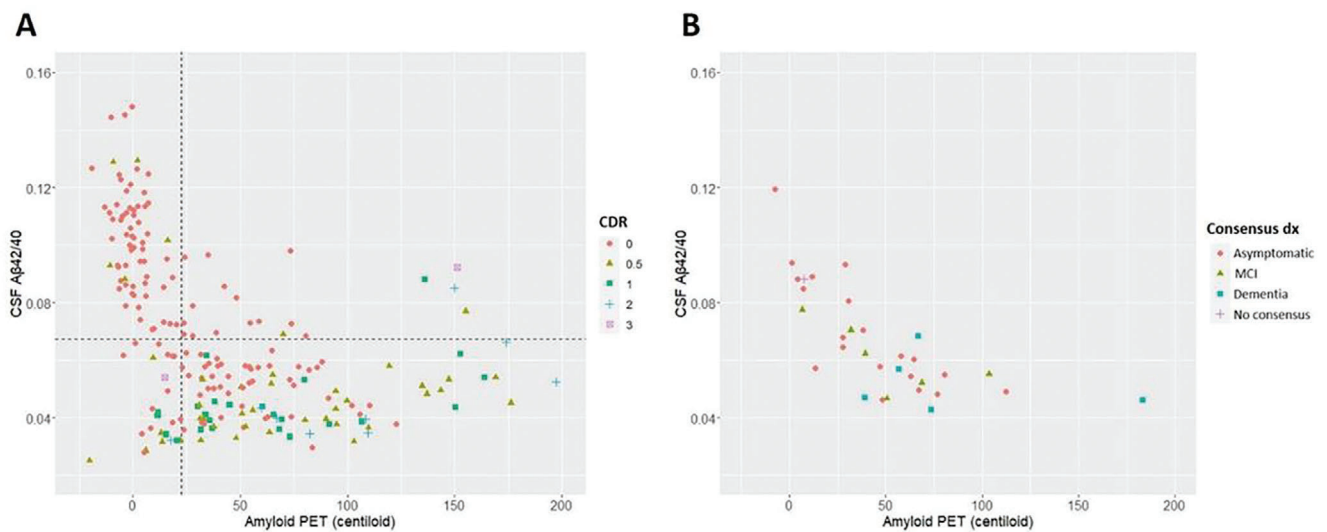 A
B
0.16
0.12
0.08
0.04
CSF Aβ42/40
0
50
100
150
200
Amyloid PET (centiloid)
CDR
0
0.5
1
2
3
0.16
0.12
0.08
0.04
CSF Aβ42/40
0
50
100
150
200
Amyloid PET (centiloid)
Consensus dx
Asymptomatic
MCI
Dementia
No consensus